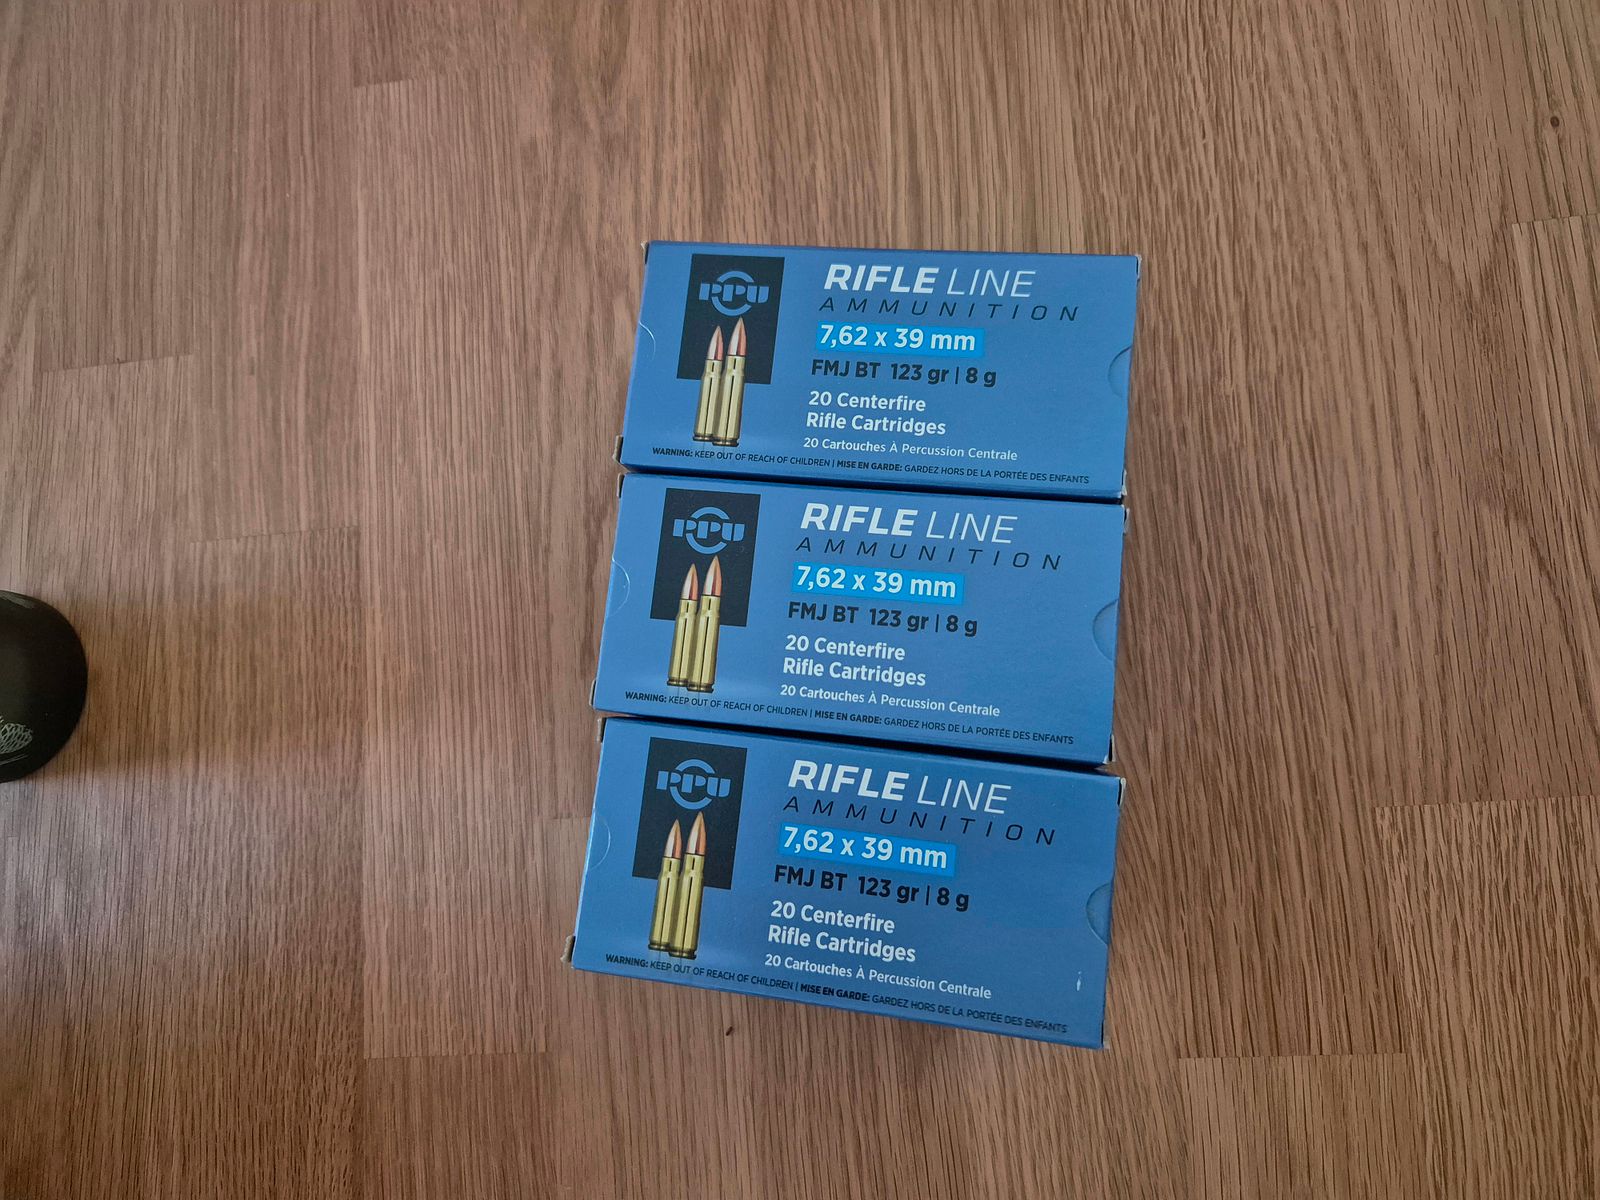 PPU
RIFLE LINE
AMMUNITION
7,62 x 39 mm
FMJ BT 123 gr | 8 g
20 Centerfire
Rifle Cartridges
20 Cartouches À Percussion Centrale
WARNING: KEEP OUT OF REACH OF CHILDREN | MISE EN GARDE: GARDEZ HORS DE LA PORTÉE DES ENFANTS
PPU
RIFLE LINE
AMMUNITION
7,62 x 39 mm
FMJ BT 123 gr | 8 g
20 Centerfire
Rifle Cartridges
20 Cartouches À Percussion Centrale
WARNING: KEEP OUT OF REACH OF CHILDREN | MISE EN GARDE: GARDEZ HORS DE LA PORTÉE DES ENFANTS
PPU
RIFLE LINE
AMMUNITION
7,62 x 39 mm
FMJ BT 123 gr | 8 g
20 Centerfire
Rifle Cartridges
20 Cartouches À Percussion Centrale
WARNING: KEEP OUT OF REACH OF CHILDREN | MISE EN GARDE: GARDEZ HORS DE LA PORTÉE DES ENFANTS